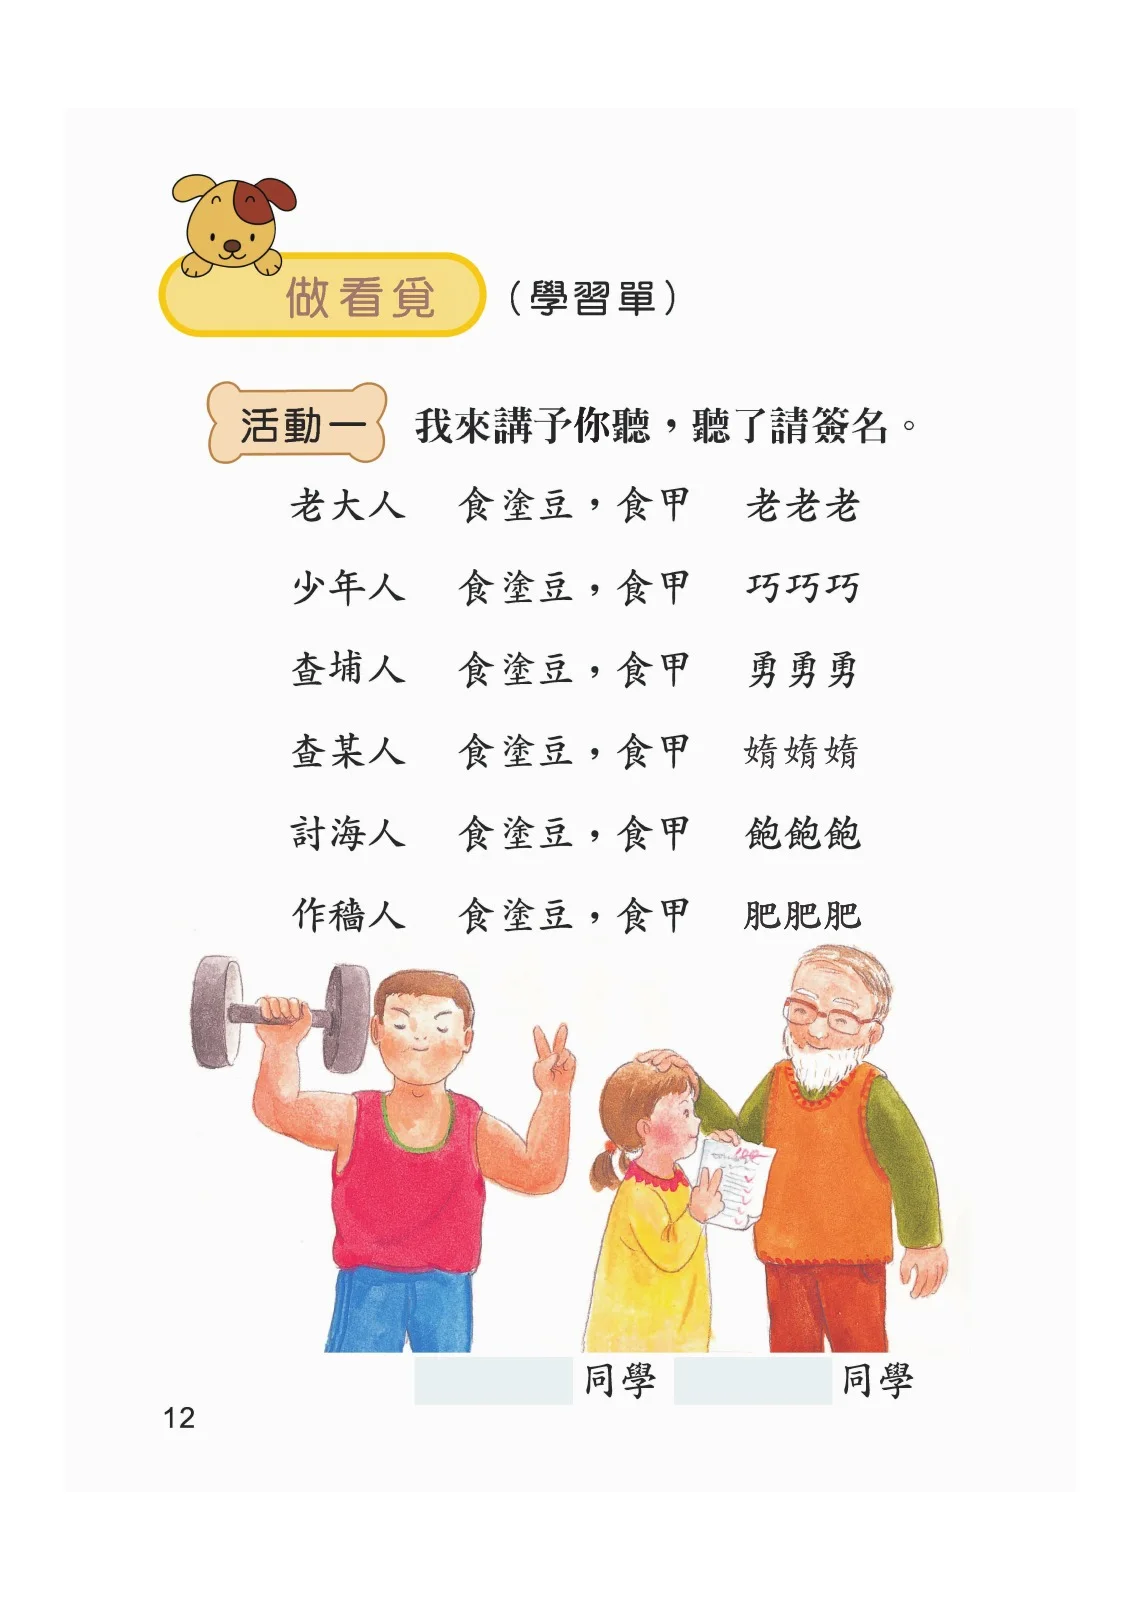 做看覓 （學習單）
活動一 我來講予你聽，聽了請簽名。
老大人 食塗豆，食甲 老老老
少年人 食塗豆，食甲 巧巧巧
查埔人 食塗豆，食甲 勇勇勇
查某人 食塗豆，食甲 媠媠媠
討海人 食塗豆，食甲 飽飽飽
作穡人 食塗豆，食甲 肥肥肥
100
同學 同學
12